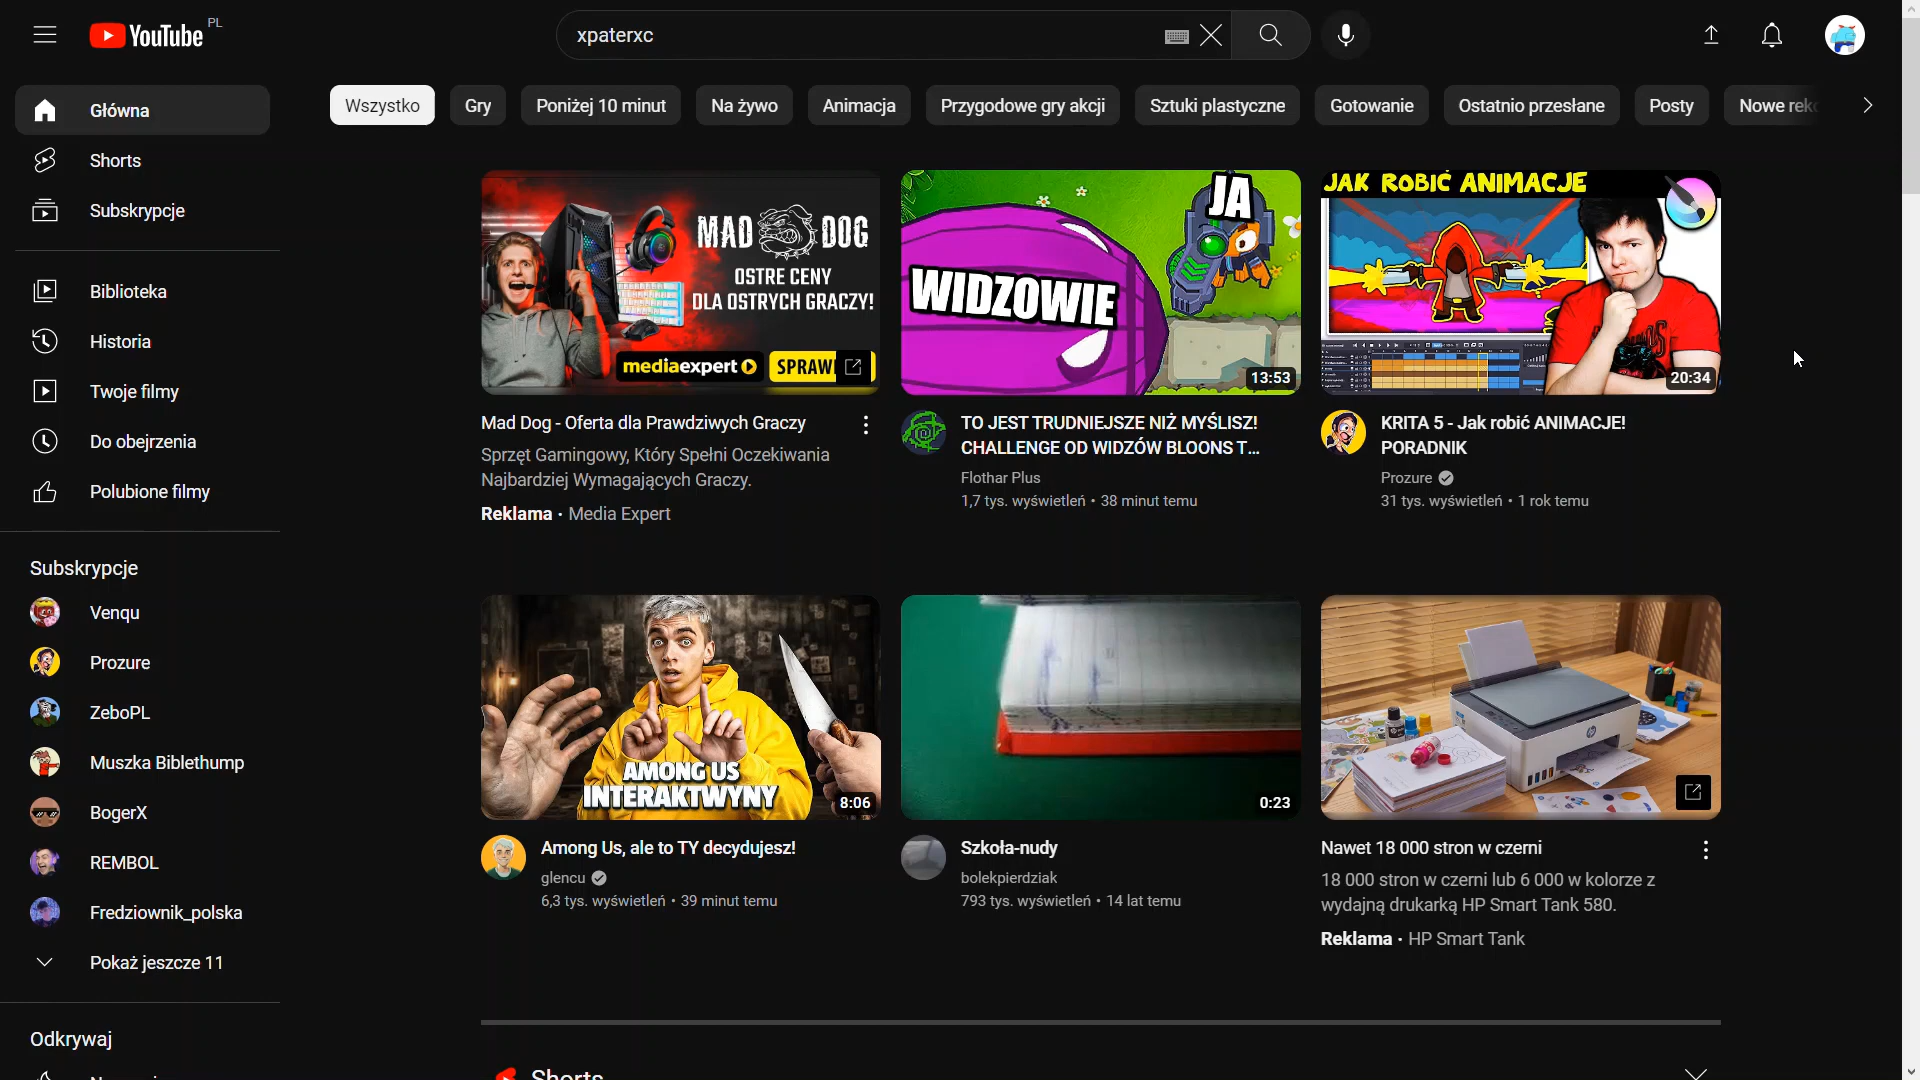 YouTube PL
xpaterxc
Główna
Shorts
Subskrypcje
Biblioteka
Historia
Twoje filmy
Do obejrzenia
Polubione filmy
Subskrypcje
Venqu
Prozure
ZeboPL
Muszka Biblethump
BogerX
REMBOL
Fredziownik_polska
Pokaż jeszcze 11
Odkrywaj
Wszystko
Gry
Poniżej 10 minut
Na żywo
Animacja
Przygodowe gry akcji
Sztuki plastyczne
Gotowanie
Ostatnio przesłane
Posty
Nowe
MAD DOG
OSTRE CENY
DLA OSTRYCH GRACZY!
mediaexpert
Mad Dog - Oferta dla Prawdziwych Graczy
Sprzęt Gamingowy, Który Spełni Oczekiwania
Najbardziej Wymagających Graczy.
Reklama · Media Expert
JA
WIDZOWIE
13:53
TO JEST TRUDNIEJSZE NIŻ MYŚLISZ!
CHALLENGE OD WIDZÓW BLOONS T...
Flothar Plus
1,7 tys. wyświetleń • 38 minut temu
JAK ROBIĆ ANIMACJE
20:34
KRITA 5 - Jak robić ANIMACJE!
PORADNIK
Prozure
31 tys. wyświetleń • 1 rok temu
AMONG US
INTERAKTWYNY
8:06
Among Us, ale to TY decydujesz!
glencu
6,3 tys. wyświetleń • 39 minut temu
0:23
Szkoła-nudy
bolekpierdziak
793 tys. wyświetleń • 14 lat temu
hp
Nawet 18 000 stron w czerni
18 000 stron w czerni lub 6 000 w kolorze z
wydajną drukarką HP Smart Tank 580.
Reklama · HP Smart Tank
Shorts